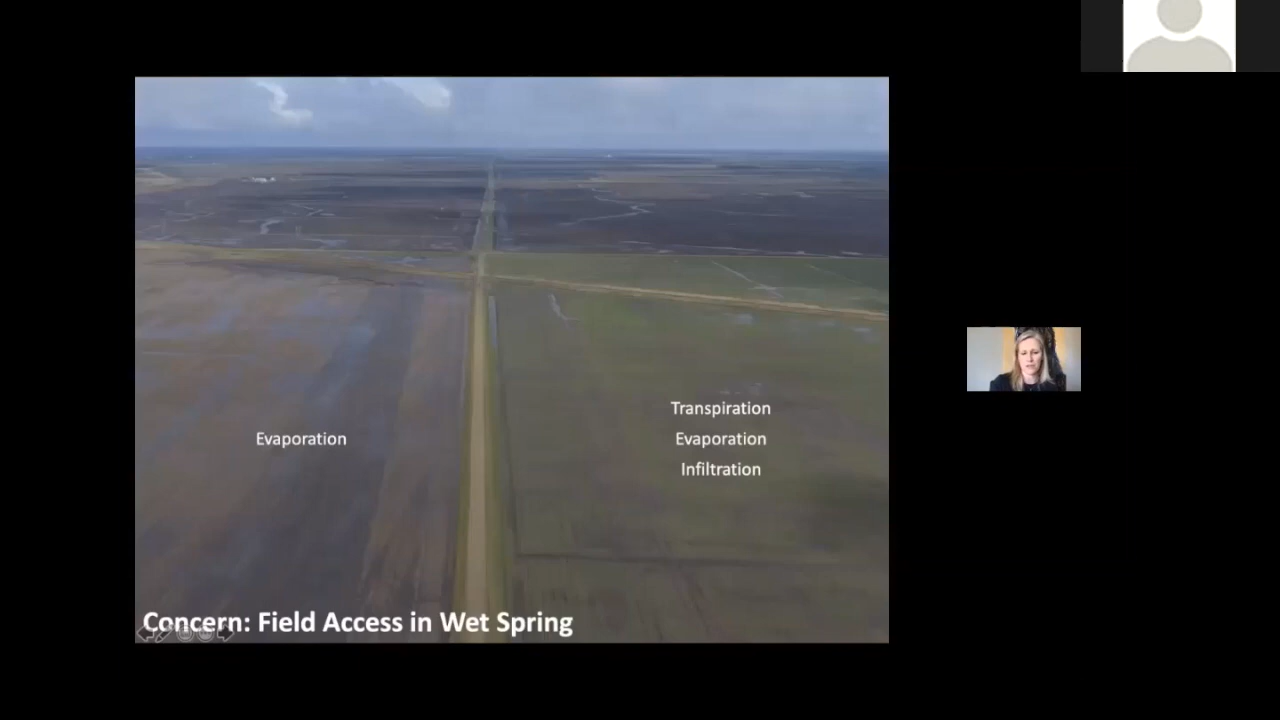 Evaporation
Transpiration
Evaporation
Infiltration
Concern: Field Access in Wet Spring